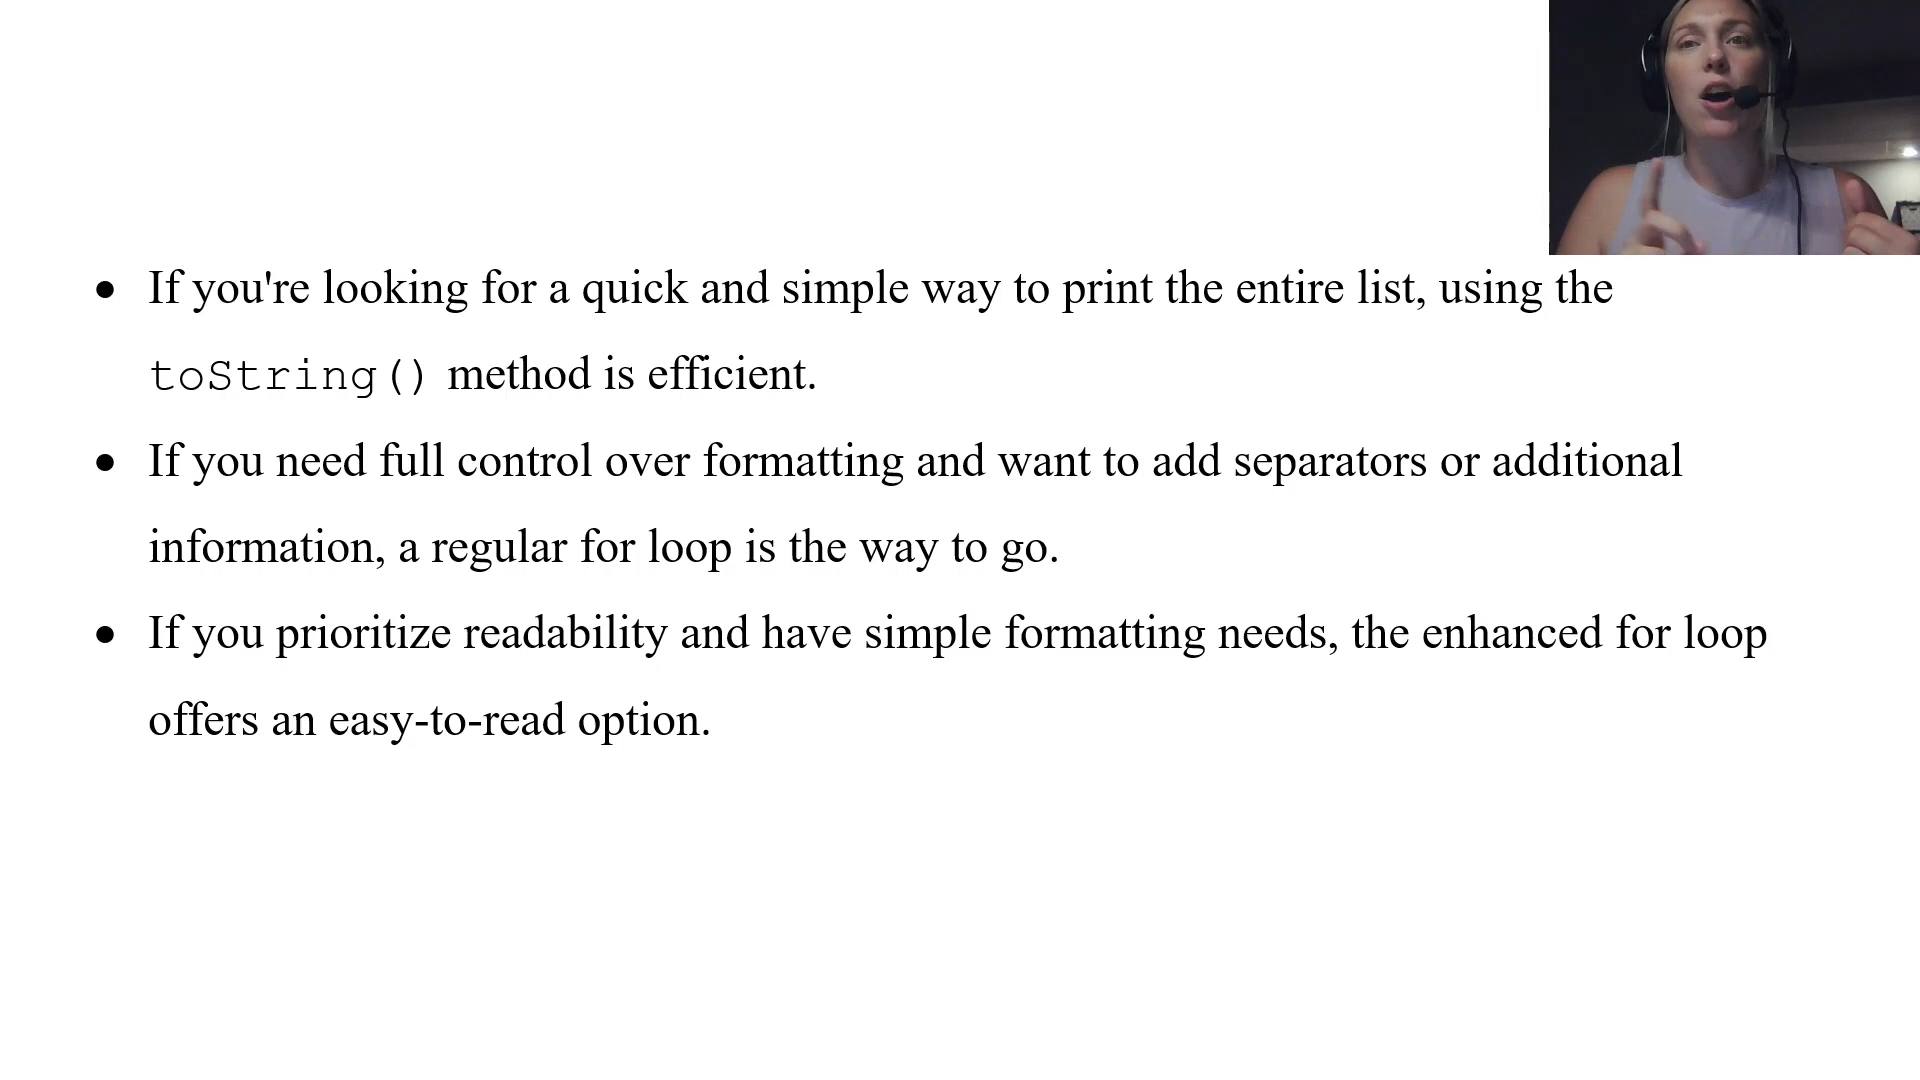 ● If you're looking for a quick and simple way to print the entire list, using the
toString() method is efficient.
● If you need full control over formatting and want to add separators or additional
information, a regular for loop is the way to go.
● If you prioritize readability and have simple formatting needs, the enhanced for loop
offers an easy-to-read option.